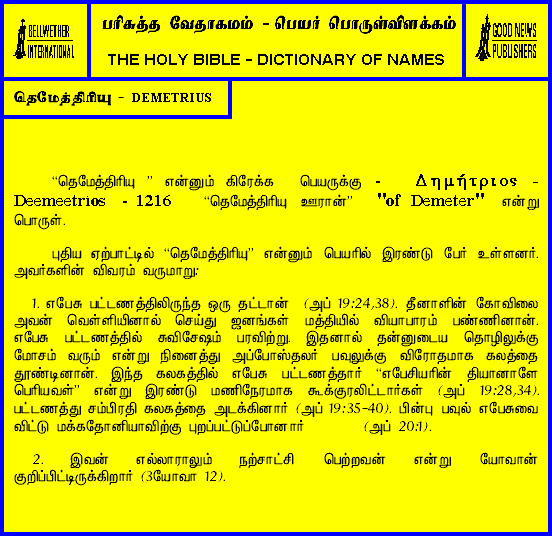 BELLWETHER
INTERNATIONAL
பரிசுத்த வேதாகமம் - பெயர் பொருள்விளக்கம்
THE HOLY BIBLE - DICTIONARY OF NAMES
GOOD NEWS
PUBLISHERS
தெமேத்திரியு - DEMETRIUS
“தெமேத்திரியு ” என்னும் கிரேக்க பெயருக்கு - Δημήτριος -
Deemeetrios - 1216 “தெமேத்திரியு ஊரான்” "of Demeter" என்று
பொருள்.
புதிய ஏற்பாட்டில் “தெமேத்திரியு” என்னும் பெயரில் இரண்டு பேர் உள்ளனர்.
அவர்களின் விவரம் வருமாறு:
1. எபேசு பட்டணத்திலிருந்த ஒரு தட்டான் (அப் 19:24,38). தீனாளின் கோவிலை
அவன் வெள்ளியினால் செய்து ஜனங்கள் மத்தியில் வியாபாரம் பண்ணினான்.
எபேசு பட்டணத்தில் சுவிசேஷம் பரவிற்று. இதனால் தன்னுடைய தொழிலுக்கு
மோசம் வரும் என்று நினைத்து அப்போஸ்தலர் பவுலுக்கு விரோதமாக கலத்தை
தூண்டினான். இந்த கலகத்தில் எபேசு பட்டணத்தார் “எபேசியரின் தியானாளே
பெரியவள்” என்று இரண்டு மணிநேரமாக கூக்குரலிட்டார்கள் (அப் 19:28,34).
பட்டணத்து சம்பிரதி கலகத்தை அடக்கினார் (அப் 19:35-40). பின்பு பவுல் எபேசுவை
விட்டு மக்கதோனியாவிற்கு புறப்பட்டுப்போனார் (அப் 20:1).
2. இவன் எல்லாராலும் நற்சாட்சி பெற்றவன் என்று யோவான்
குறிப்பிட்டிருக்கிறார் (3யோவா 12).